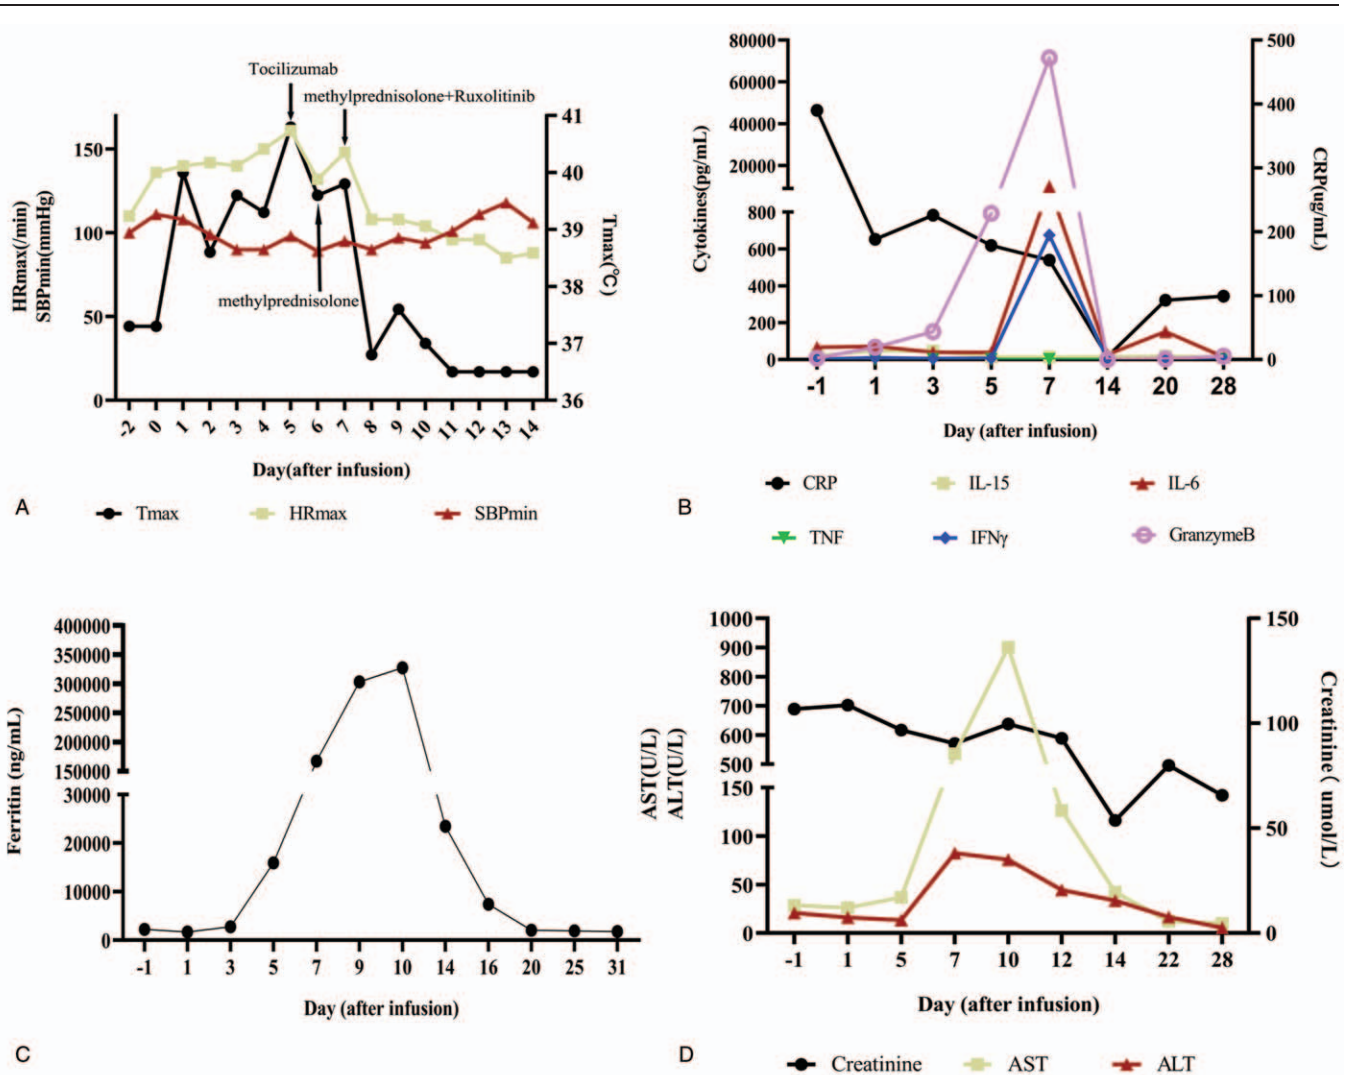 Tocilizumab
methylprednisolone+Ruxolitinib
methylprednisolone
HRmax(/min)
SBPmin(mmHg)
150
100
50
0
41
40
39
38
37
36
Tmax(℃)
-2 0 1 2 3 4 5 6 7 8 9 10 11 12 13 14
Day(after infusion)
A
Tmax HRmax SBPmin
Cytokines(pg/mL)
80000
60000
40000
20000
800
600
400
200
0
500
400
300
200
100
0
CRP(ug/mL)
-1 1 3 5 7 14 20 28
Day (after infusion)
B
CRP IL-15 IL-6
TNF IFNγ GranzymeB
Ferritin (ng/mL)
400000
350000
300000
250000
200000
150000
30000
20000
10000
0
-1 1 3 5 7 9 10 14 16 20 25 31
Day (after infusion)
C
AST(U/L)
ALT(U/L)
1000
900
800
700
600
500
150
100
50
0
150
100
50
0
Creatinine( umol/L)
-1 1 5 7 10 12 14 22 28
Day (after infusion)
D
Creatinine AST ALT